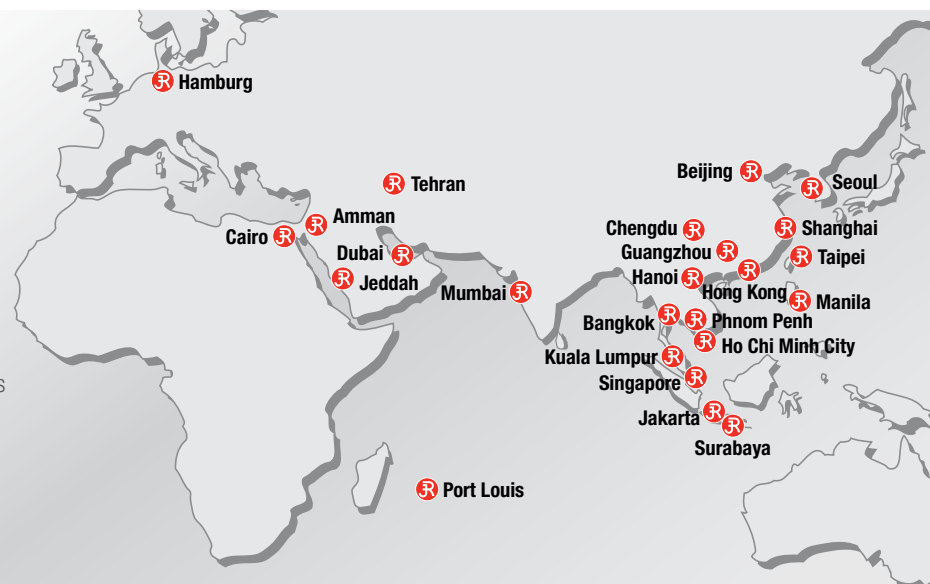 Hamburg
Tehran
Beijing
Seoul
Amman
Cairo
Chengdu
Shanghai
Dubai
Guangzhou
Taipei
Jeddah
Hanoi
Mumbai
Hong Kong
Manila
Bangkok
Phnom Penh
Ho Chi Minh City
Kuala Lumpur
Singapore
S
Jakarta
Surabaya
Port Louis